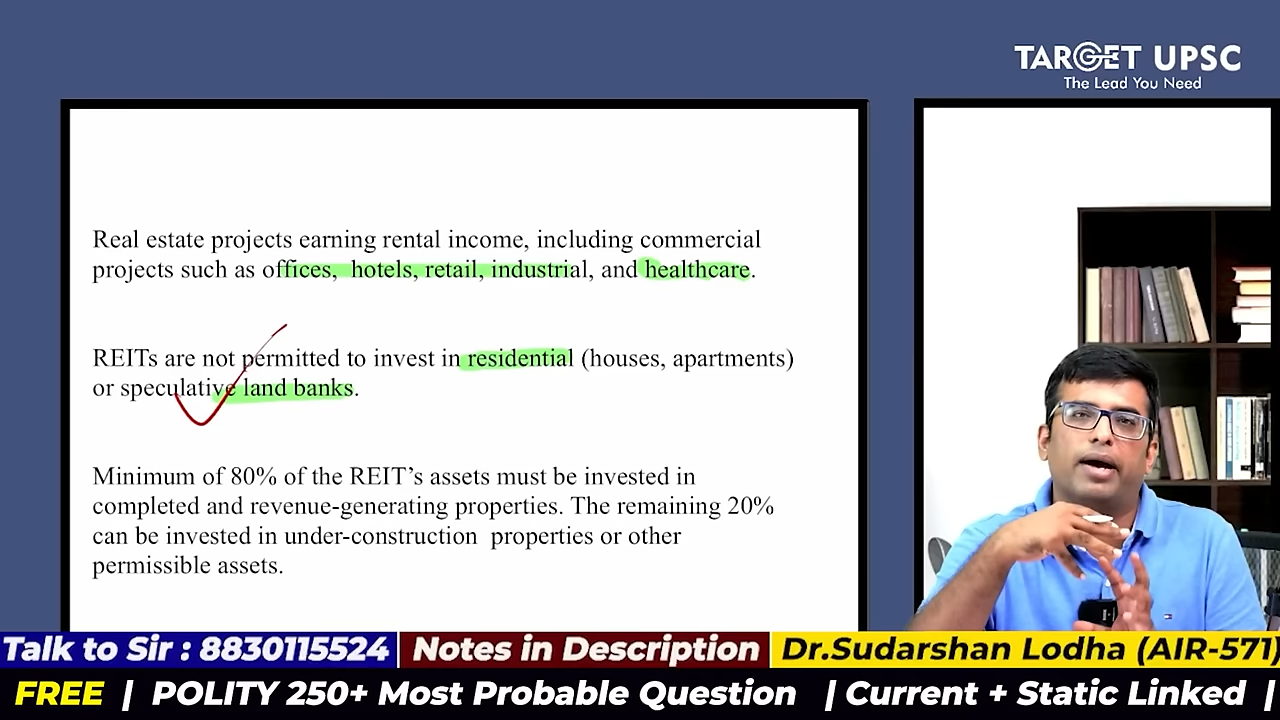 TARGET UPSC
The Lead You Need
Real estate projects earning rental income, including commercial
projects such as offices, hotels, retail, industrial, and healthcare.
REITs are not permitted to invest in residential (houses, apartments)
or speculative land banks.
Minimum of 80% of the REIT’s assets must be invested in
completed and revenue-generating properties. The remaining 20%
can be invested in under-construction properties or other
permissible assets.
Talk to Sir : 8830115524 Notes in Description Dr.Sudarshan Lodha (AIR-571)
FREE | POLITY 250+ Most Probable Question | Current + Static Linked |